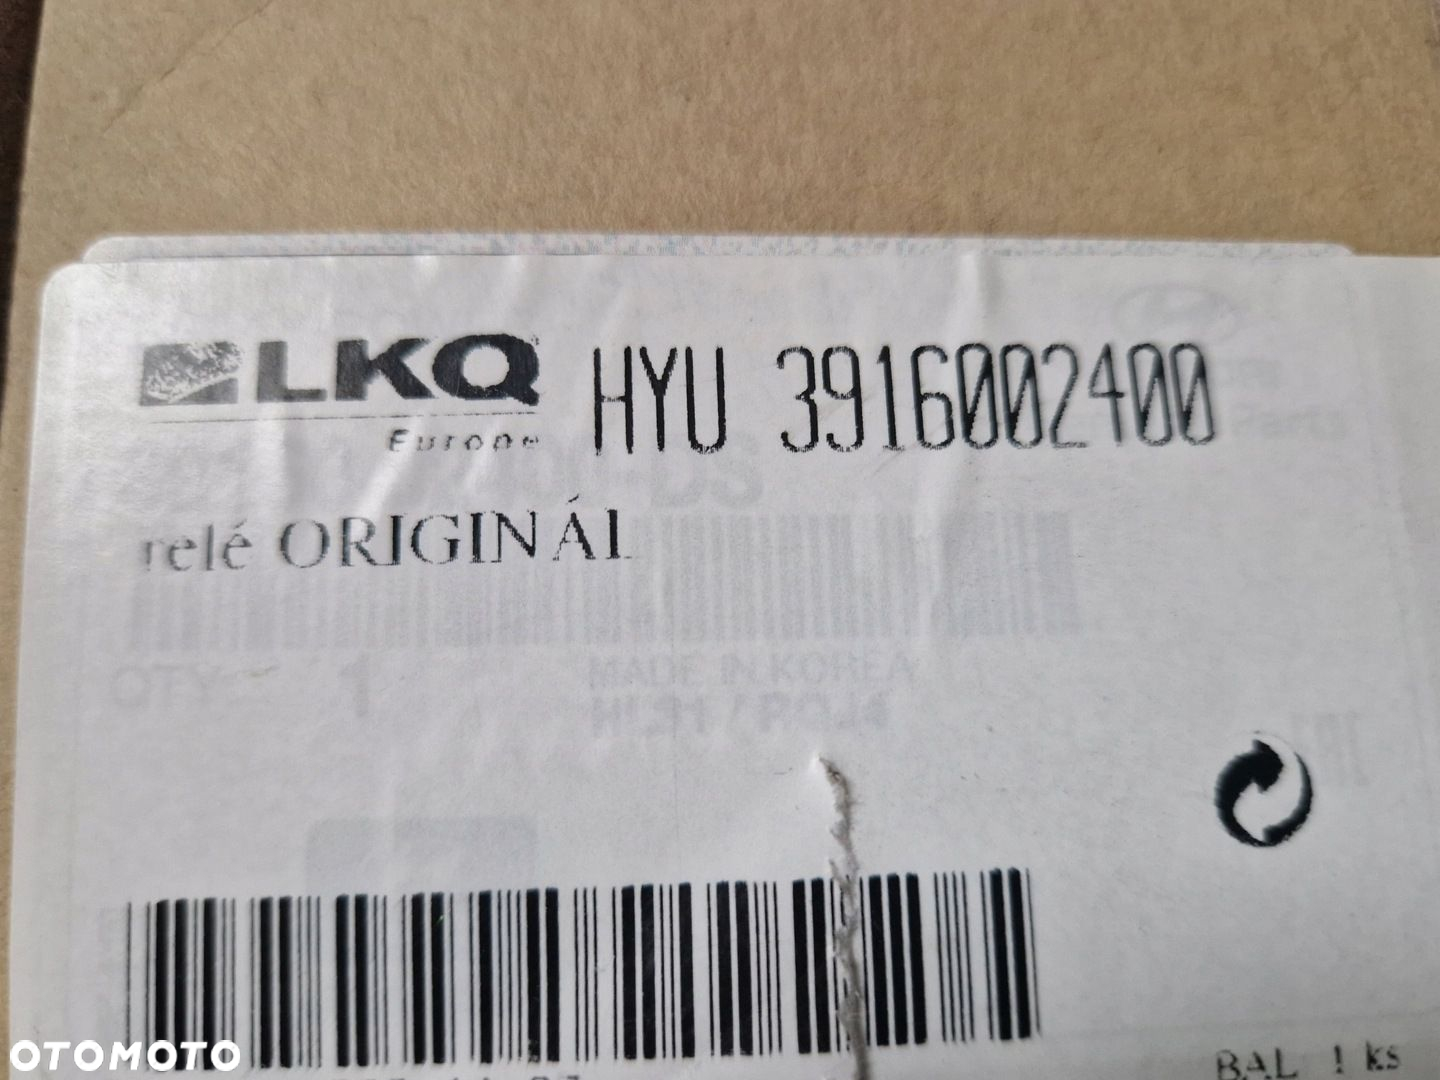 LKQ HYU 3916002400
Europe
relé ORIGINÁL
QTY 1 MADE IN KOREA
BAL 1 ks
OTOMOTO